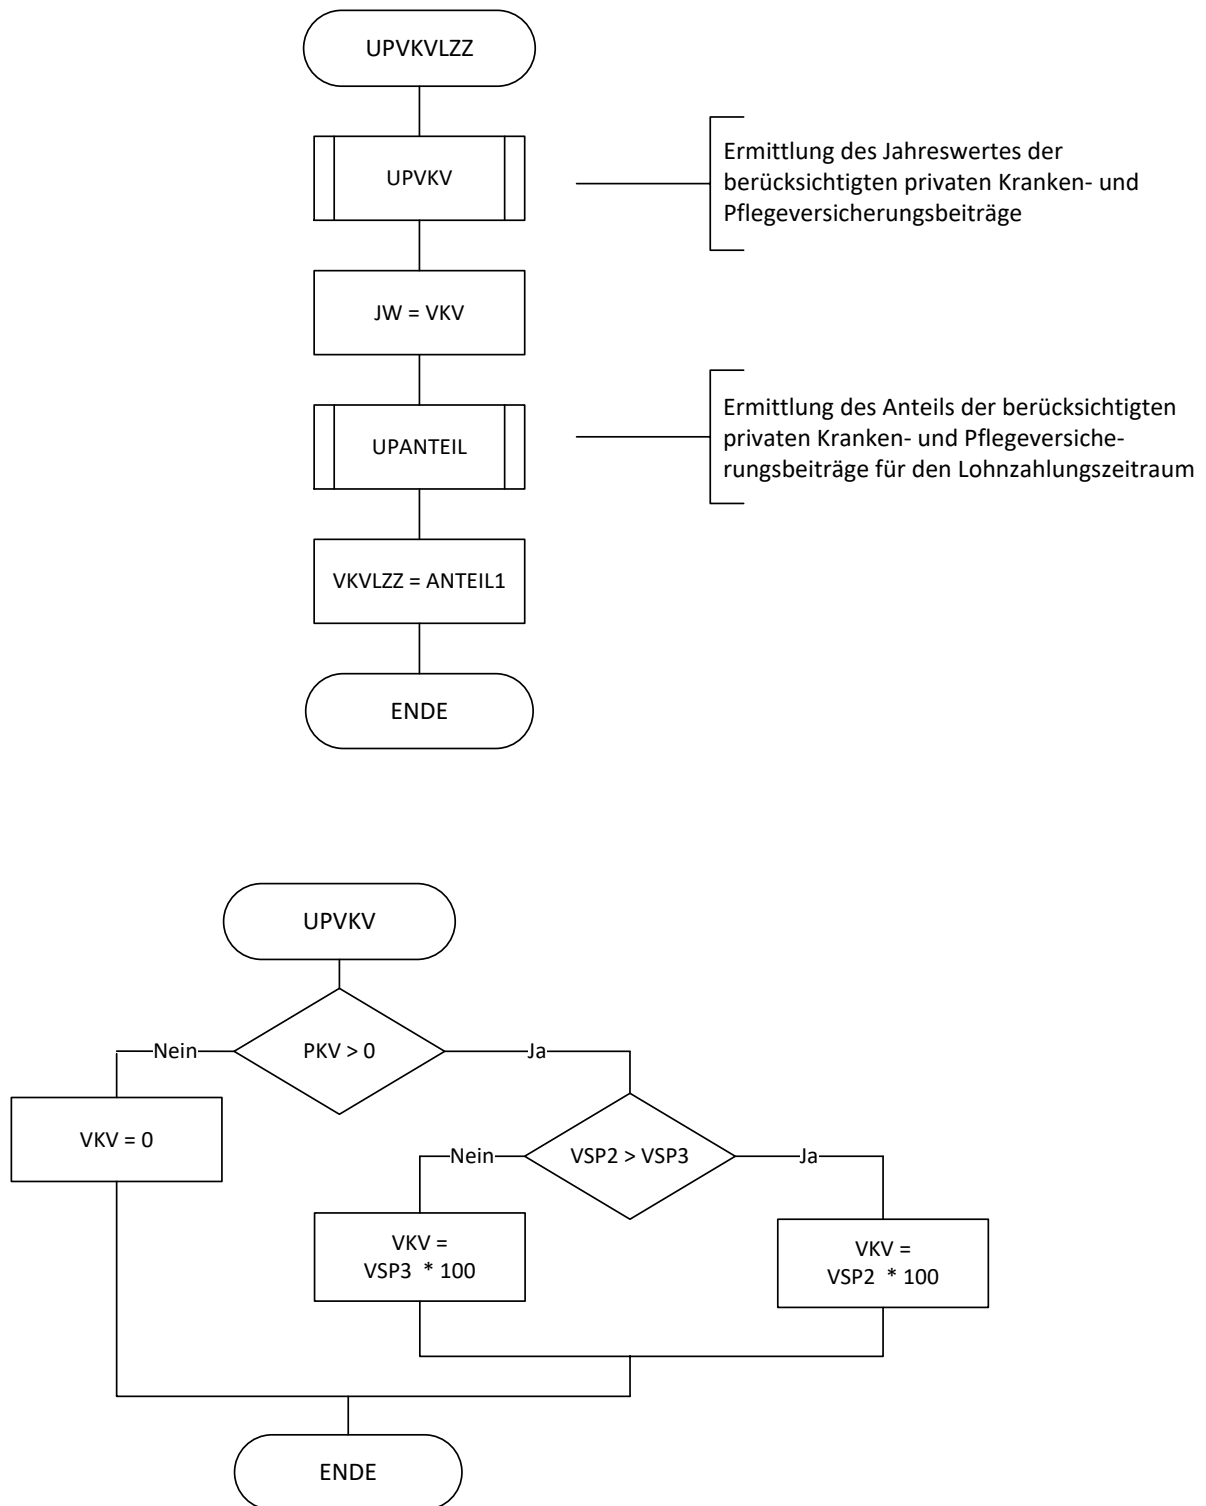 UPVKVLZZ
UPVKV
Ermittlung des Jahreswertes der
berücksichtigten privaten Kranken- und
Pflegeversicherungsbeiträge
JW = VKV
UPANTEIL
Ermittlung des Anteils der berücksichtigten
privaten Kranken- und Pflegeversiche-
rungsbeiträge für den Lohnzahlungszeitraum
VKVLZZ = ANTEIL1
ENDE
UPVKV
PKV > 0
Nein
Ja
VKV = 0
VSP2 > VSP3
Nein
Ja
VKV =
VSP3 * 100
VKV =
VSP2 * 100
ENDE